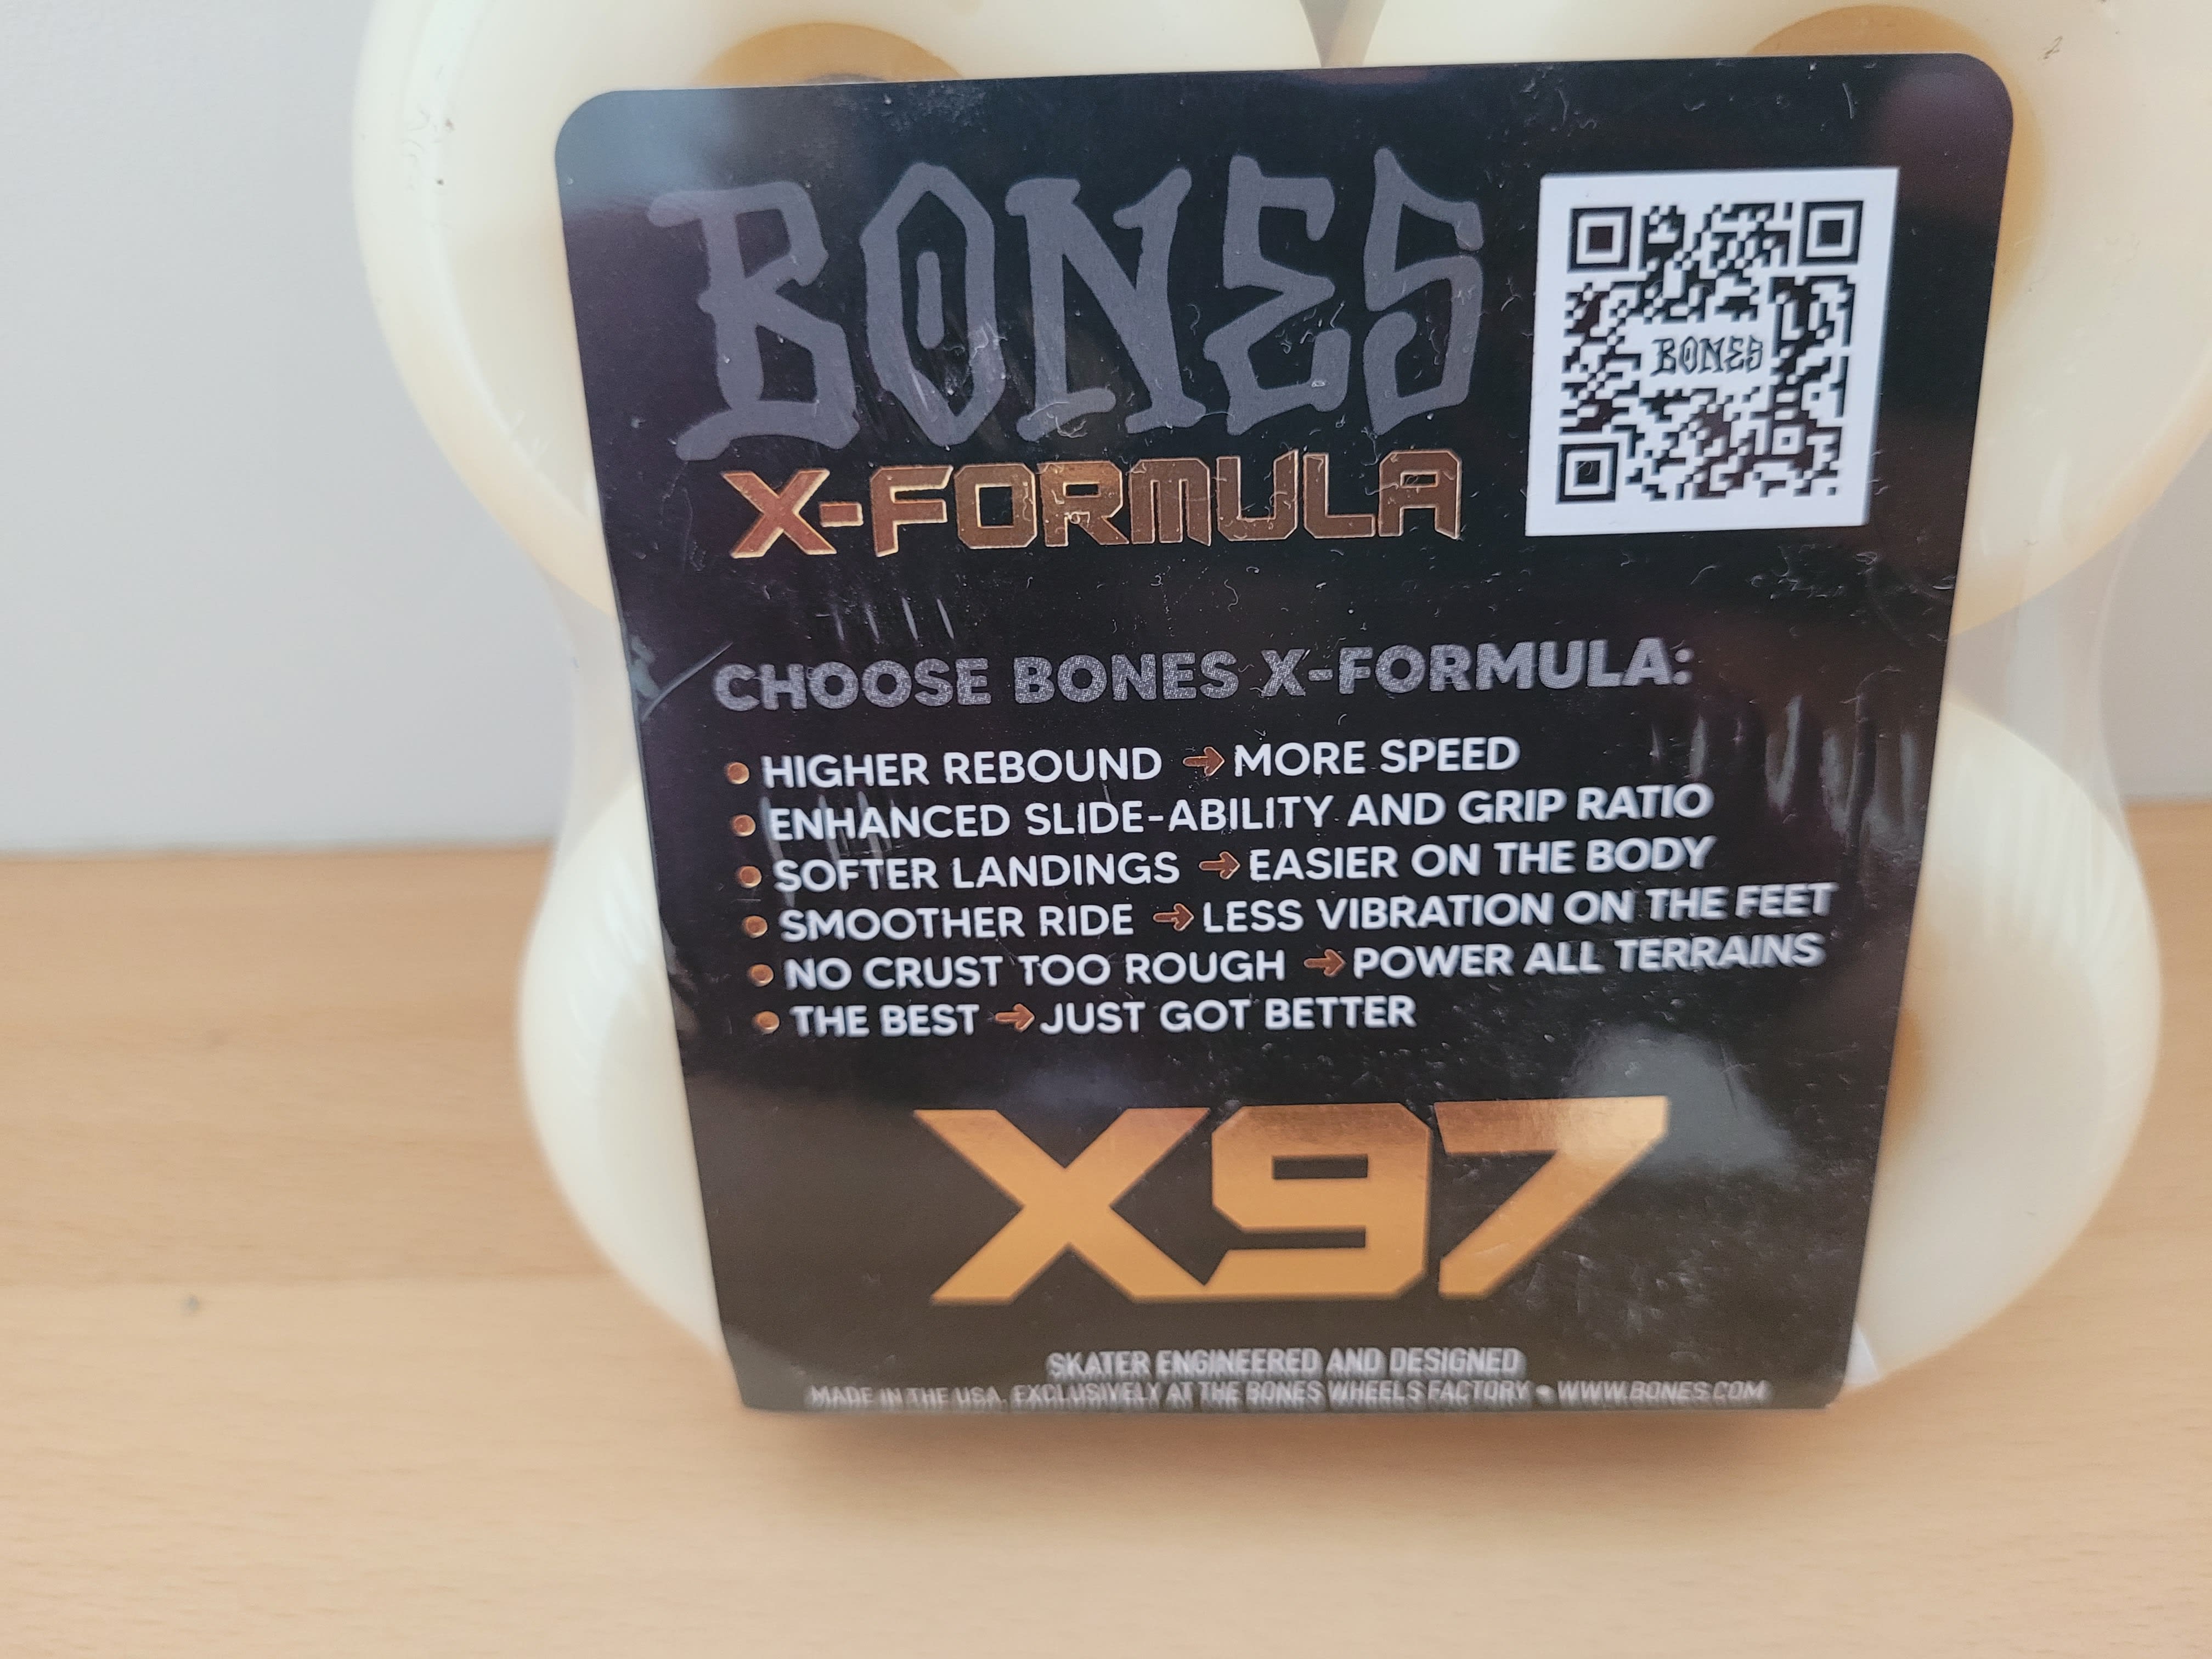 BONES
BONES
X-FORMULA
CHOOSE BONES X-FORMULA:
• HIGHER REBOUND → MORE SPEED
• ENHANCED SLIDE-ABILITY AND GRIP RATIO
• SOFTER LANDINGS → EASIER ON THE BODY
• SMOOTHER RIDE → LESS VIBRATION ON THE FEET
• NO CRUST TOO ROUGH → POWER ALL TERRAINS
• THE BEST → JUST GOT BETTER
X97
SKATER ENGINEERED AND DESIGNED
MADE IN THE USA, EXCLUSIVELY AT THE BONES WHEELS FACTORY • WWW.BONES.COM